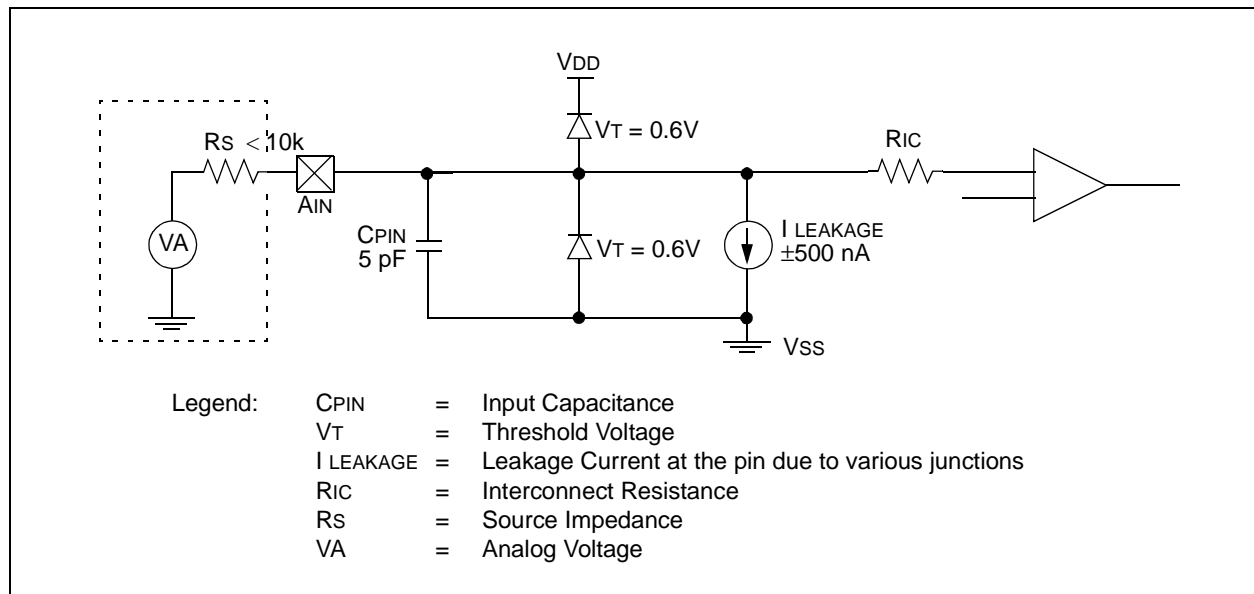 VDD
VT = 0.6V
RS < 10k
RIC
AIN
CPIN
5 pF
VA
VT = 0.6V
I LEAKAGE
±500 nA
VSS
Legend: CPIN = Input Capacitance
VT = Threshold Voltage
I LEAKAGE = Leakage Current at the pin due to various junctions
RIC = Interconnect Resistance
RS = Source Impedance
VA = Analog Voltage